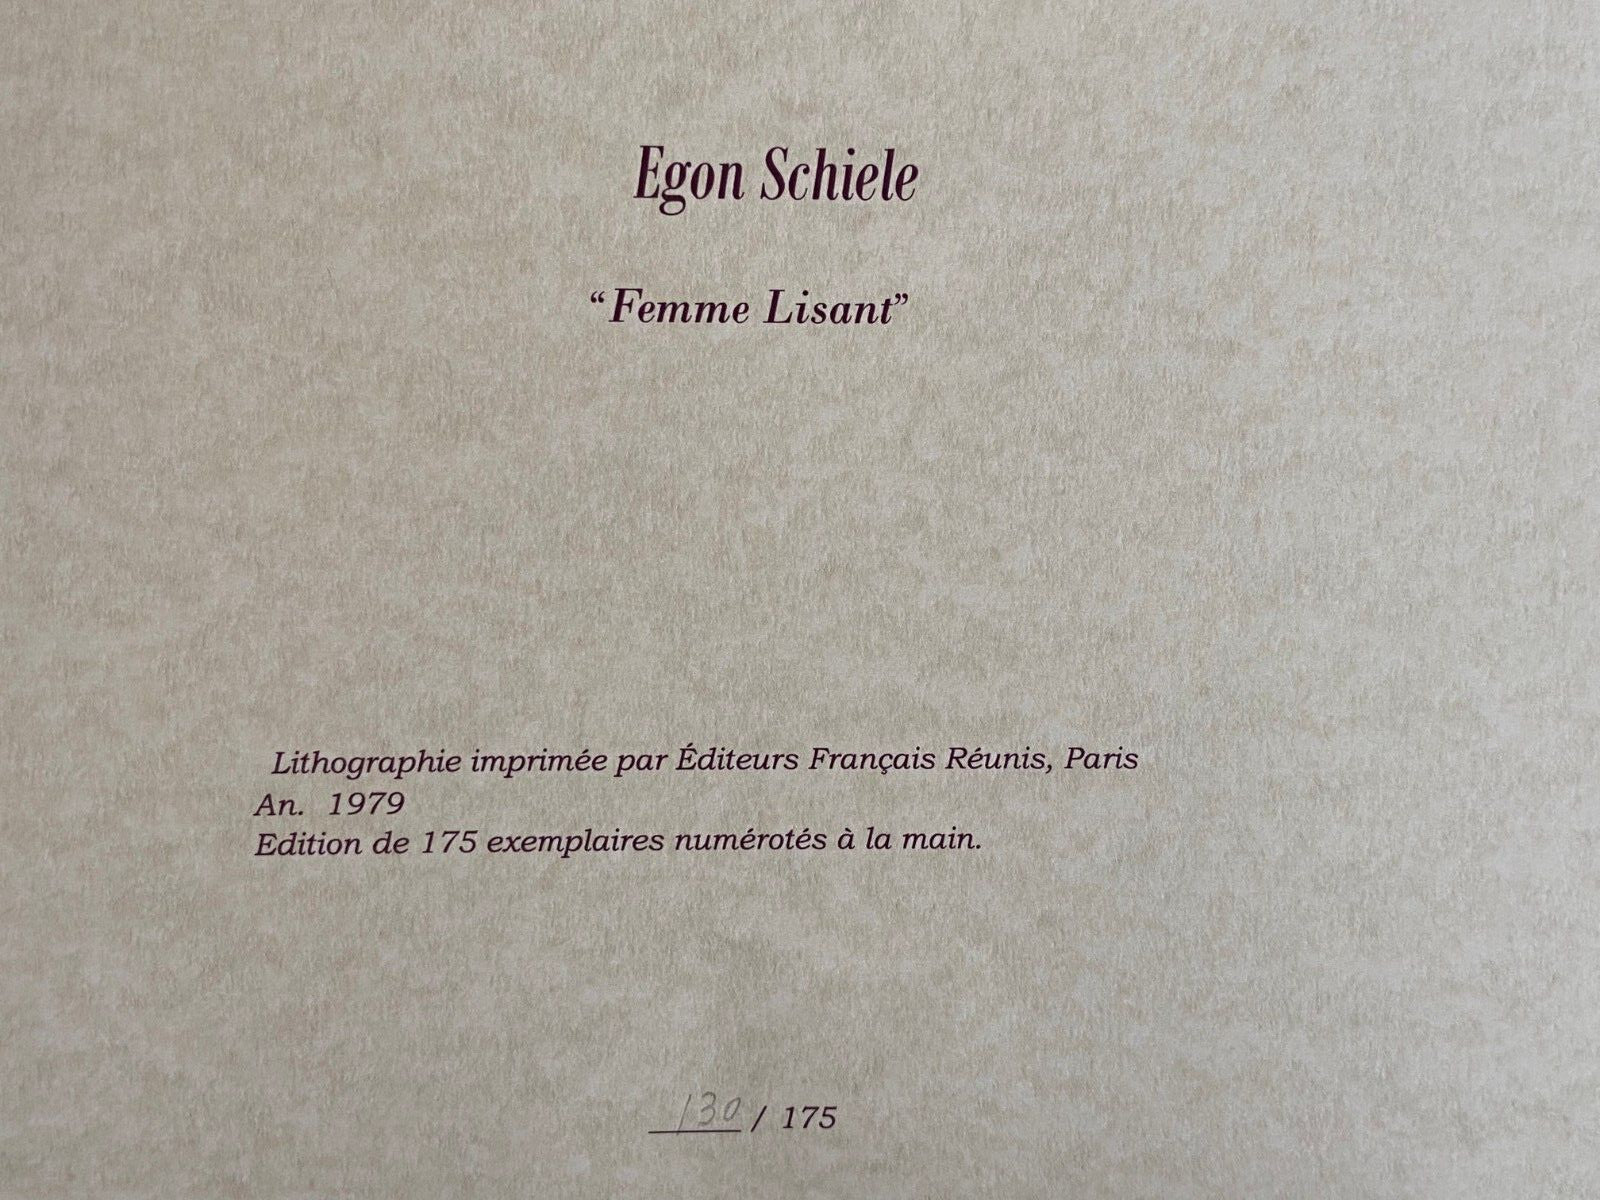 Egon Schiele
“Femme Lisant”
Lithographie imprimée par Éditeurs Français Réunis, Paris
An. 1979
Edition de 175 exemplaires numérotés à la main.
130 / 175